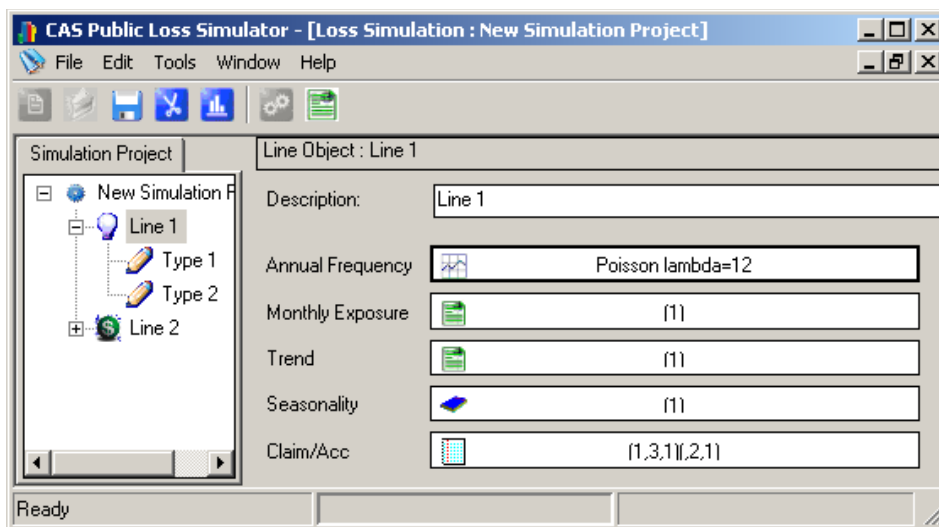 CAS Public Loss Simulator - [Loss Simulation : New Simulation Project]
File Edit Tools Window Help
Simulation Project
New Simulation P
Line 1
Type 1
Type 2
Line 2
Line Object : Line 1
Description: Line 1
Annual Frequency Poisson lambda=12
Monthly Exposure (1)
Trend (1)
Seasonality (1)
Claim/Acc (1,3,1)(,2,1)
Ready